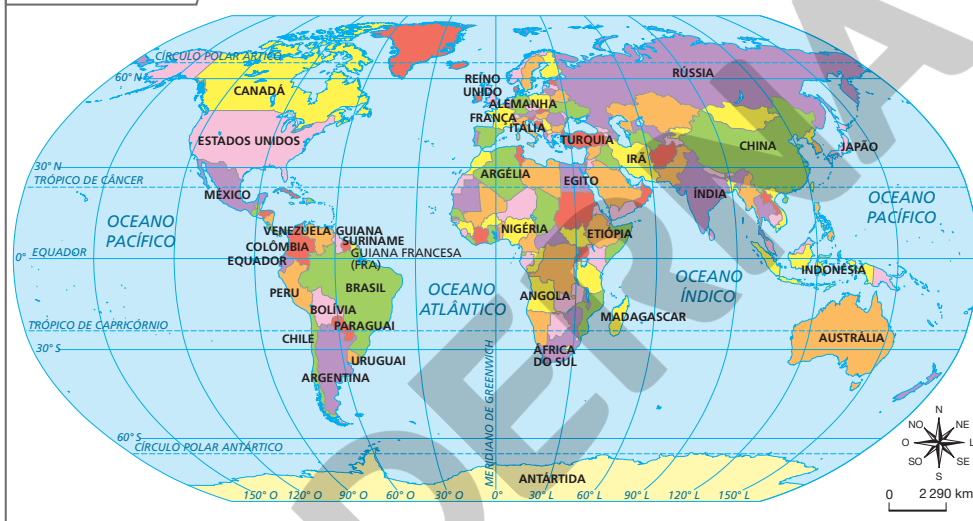 CÍRCULO POLAR ÁRTICO
60° N
CANADÁ
RÚSSIA
REÍNO
UNIDO
ALEMANHA
FRANÇA
ITÁLIA
ESTADOS UNIDOS
TURQUIA
CHINA
JAPÃO
IRÃ
30° N
ARGÉLIA
TRÓPICO DE CÂNCER
MÉXICO
EGITO
ÍNDIA
OCEANO
PACÍFICO
OCEANO
PACÍFICO
VENEZUELA GUIANA
NIGÉRIA
ETIÓPIA
COLÔMBIA
SURINAME
EQUADOR
0°
GUIANA FRANCESA
(FRA)
EQUADOR
INDONÉSIA
PERU
BRASIL
OCEANO
ATLÂNTICO
OCEANO
ÍNDICO
ANGOLA
BOLÍVIA
MADAGASCAR
TRÓPICO DE CAPRICÓRNIO
PARAGUAI
CHILE
AUSTRÁLIA
30° S
URUGUAI
ÁFRICA
DO SUL
ARGENTINA
MERIDIANO DE GREENWICH
60° S
CÍRCULO POLAR ANTÁRTICO
ANTÁRTIDA
150° O 120° O 90° O 60° O 30° O 0° 30° L 60° L 90° L 120° L 150° L
N
NO NE
O L
SO SE
S
0 2 290 km
DERIA